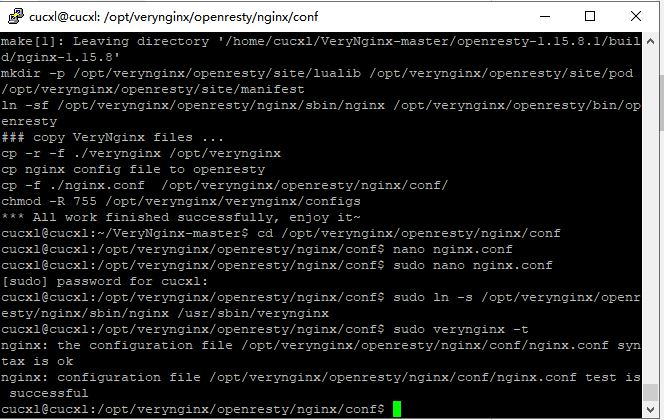 cucxl@cucxl: /opt/verynginx/openresty/nginx/conf
make[1]: Leaving directory '/home/cucxl/VeryNginx-master/openresty-1.15.8.1/buil
d/nginx-1.15.8'
mkdir -p /opt/verynginx/openresty/site/lualib /opt/verynginx/openresty/site/pod
/opt/verynginx/openresty/site/manifest
ln -sf /opt/verynginx/openresty/nginx/sbin/nginx /opt/verynginx/openresty/bin/op
enresty
### copy VeryNginx files ...
cp -r -f ./verynginx /opt/verynginx
cp nginx config file to openresty
cp -f ./nginx.conf  /opt/verynginx/openresty/nginx/conf/
chmod -R 755 /opt/verynginx/verynginx/configs
*** All work finished successfully, enjoy it~
cucxl@cucxl:~/VeryNginx-master$ cd /opt/verynginx/openresty/nginx/conf
cucxl@cucxl:/opt/verynginx/openresty/nginx/conf$ nano nginx.conf
cucxl@cucxl:/opt/verynginx/openresty/nginx/conf$ sudo nano nginx.conf
[sudo] password for cucxl:
cucxl@cucxl:/opt/verynginx/openresty/nginx/conf$ sudo ln -s /opt/verynginx/openr
esty/nginx/sbin/nginx /usr/sbin/verynginx
cucxl@cucxl:/opt/verynginx/openresty/nginx/conf$ sudo verynginx -t
nginx: the configuration file /opt/verynginx/openresty/nginx/conf/nginx.conf syn
tax is ok
nginx: configuration file /opt/verynginx/openresty/nginx/conf/nginx.conf test is
 successful
cucxl@cucxl:/opt/verynginx/openresty/nginx/conf$